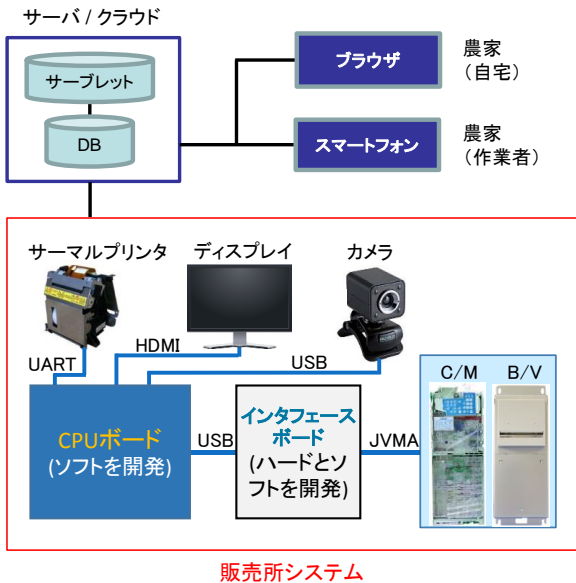 サーバ / クラウド
サーブレット
DB
ブラウザ
農家
（自宅）
スマートフォン
農家
（作業者）
サーマルプリンタ
ディスプレイ
カメラ
UART
HDMI
USB
C/M
B/V
CPUボード
(ソフトを開発)
USB
インタフェース
ボード
(ハードとソ
フトを開発)
JVMA
販売所システム